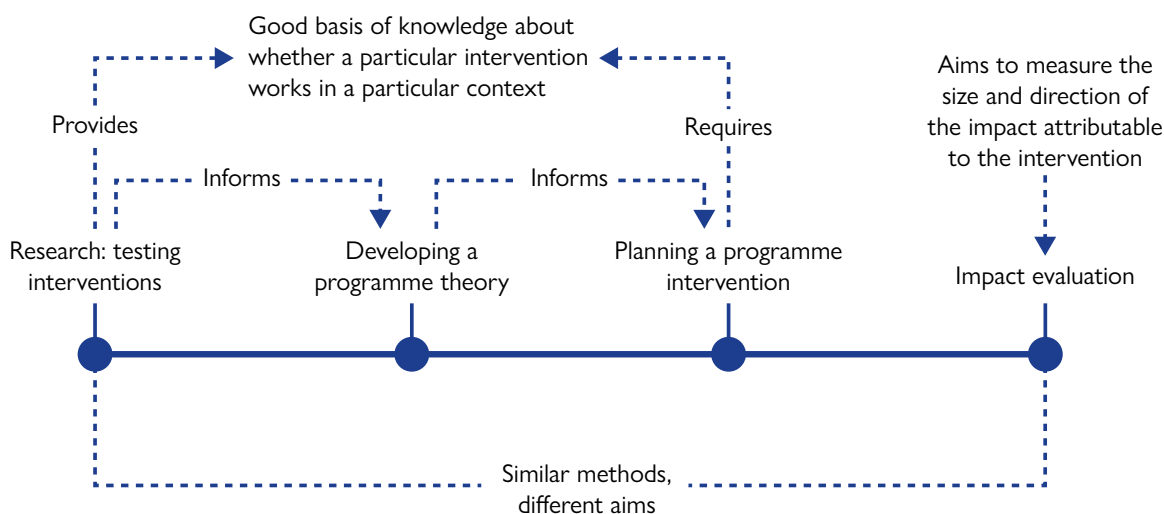 Good basis of knowledge about
whether a particular intervention
works in a particular context
Aims to measure the
size and direction of
the impact attributable
to the intervention
Provides
Requires
Informs
Informs
Research: testing
interventions
Developing a
programme theory
Planning a programme
intervention
Impact evaluation
Similar methods,
different aims